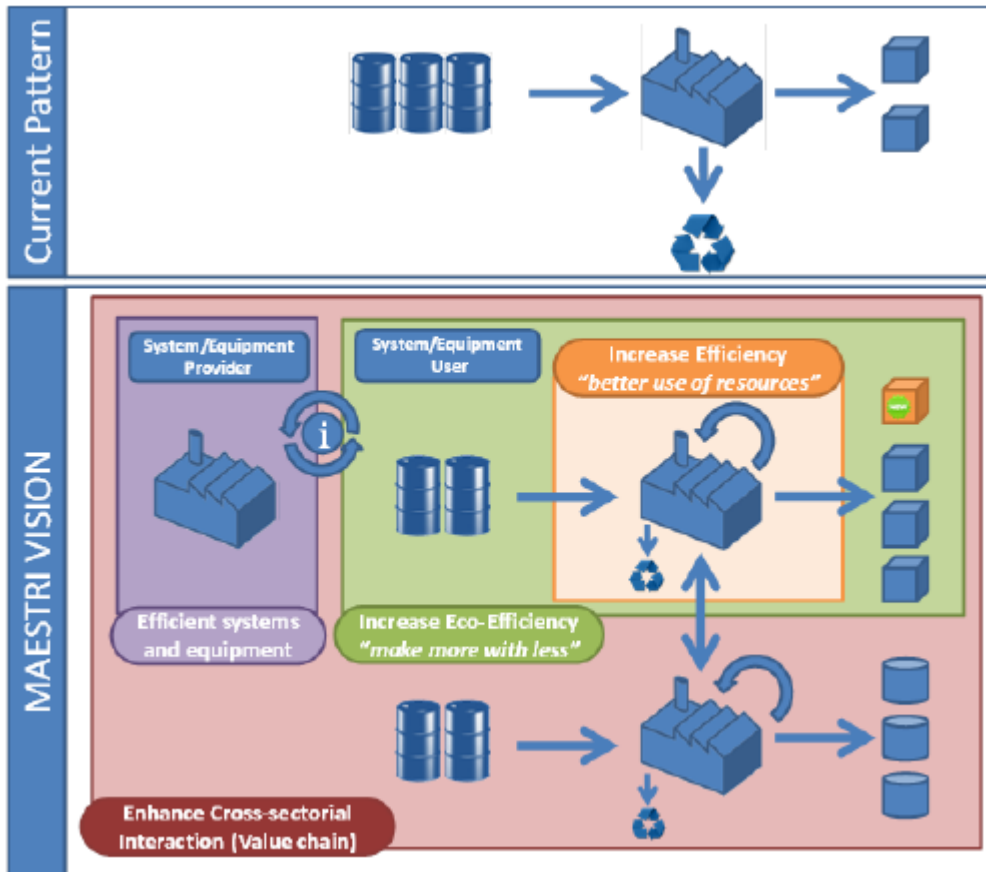 Current Pattern
MAESTRI VISION
System/Equipment
Provider
System/Equipment
User
Increase Efficiency
“better use of resources”
i
Efficient systems
and equipment
Increase Eco-Efficiency
“make more with less”
Enhance Cross-sectorial
Interaction (Value chain)